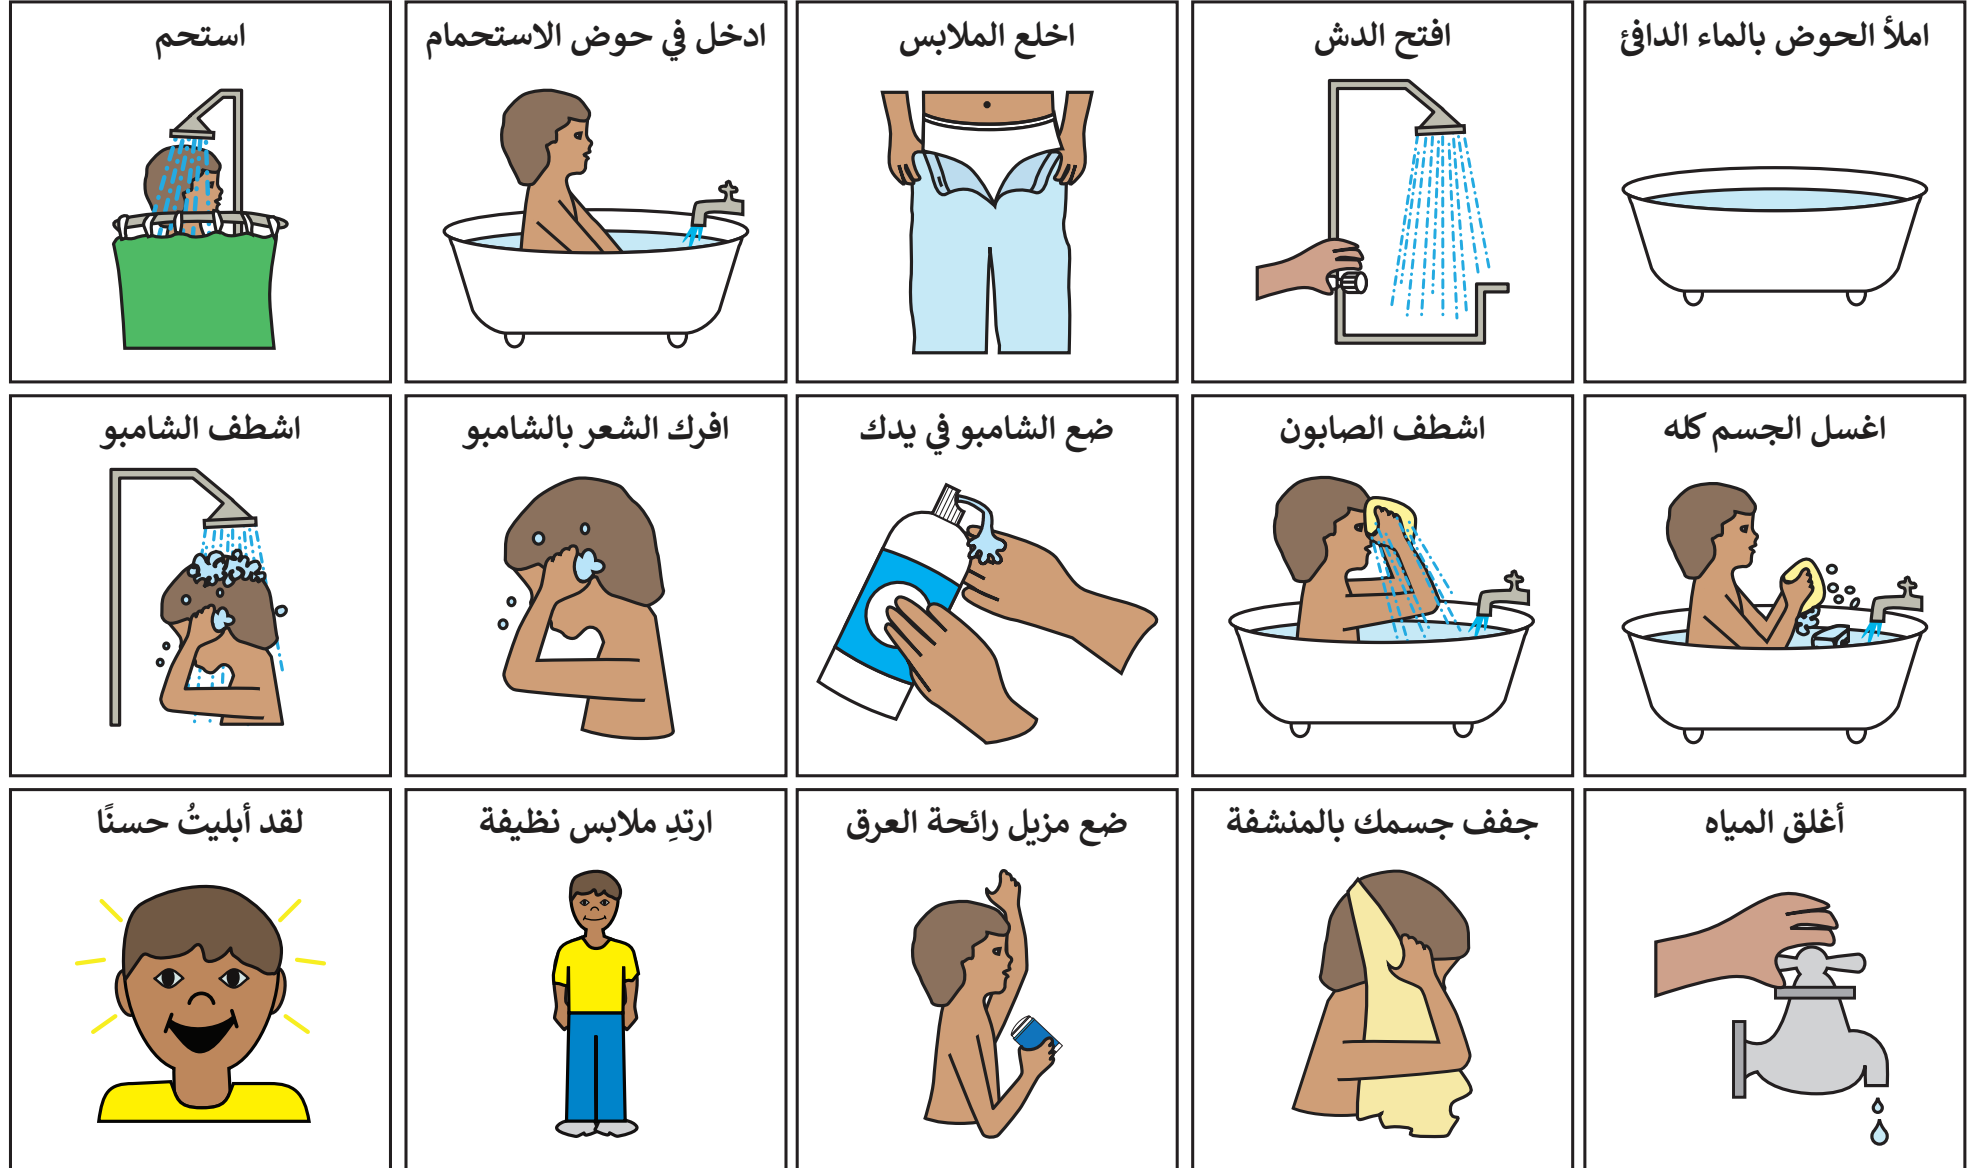 املأ الحوض بالماء الدافئ
افتح الدش
اخلع الملابس
ادخل في حوض الاستحمام
استحم
اغسل الجسم كله
اشطف الصابون
ضع الشامبو في يدك
افرك الشعر بالشامبو
اشطف الشامبو
أغلق المياه
جفف جسمك بالمنشفة
ضع مزيل رائحة العرق
ارتدِ ملابس نظيفة
لقد أبليتُ حسنًا